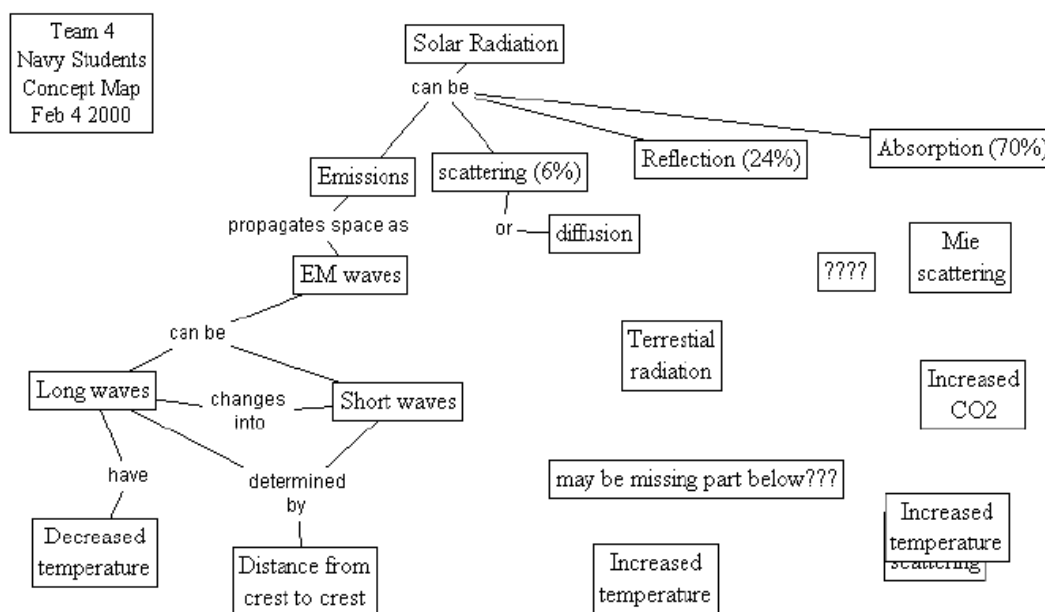 Team 4
Navy Students
Concept Map
Feb 4 2000
Solar Radiation
can be
Emissions
scattering (6%)
Reflection (24%)
Absorption (70%)
propagates space as
or
diffusion
EM waves
????
Mie
scattering
can be
Terrestial
radiation
Long waves
changes
into
Short waves
Increased
CO2
have
determined
by
may be missing part below???
Decreased
temperature
Distance from
crest to crest
Increased
temperature
Increased
temperature
scattering